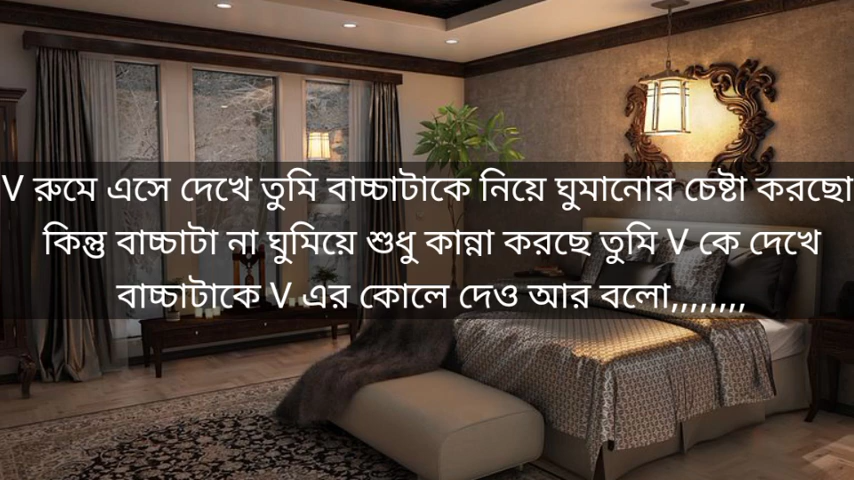 V রুমে এসে দেখে তুমি বাচ্চাটাকে নিয়ে ঘুমানোর চেষ্টা করছো
কিন্তু বাচ্চাটা না ঘুমিয়ে শুধু কান্না করছে তুমি V কে দেখে
বাচ্চাটাকে V এর কোলে দেও আর বলো,,,,,,,,